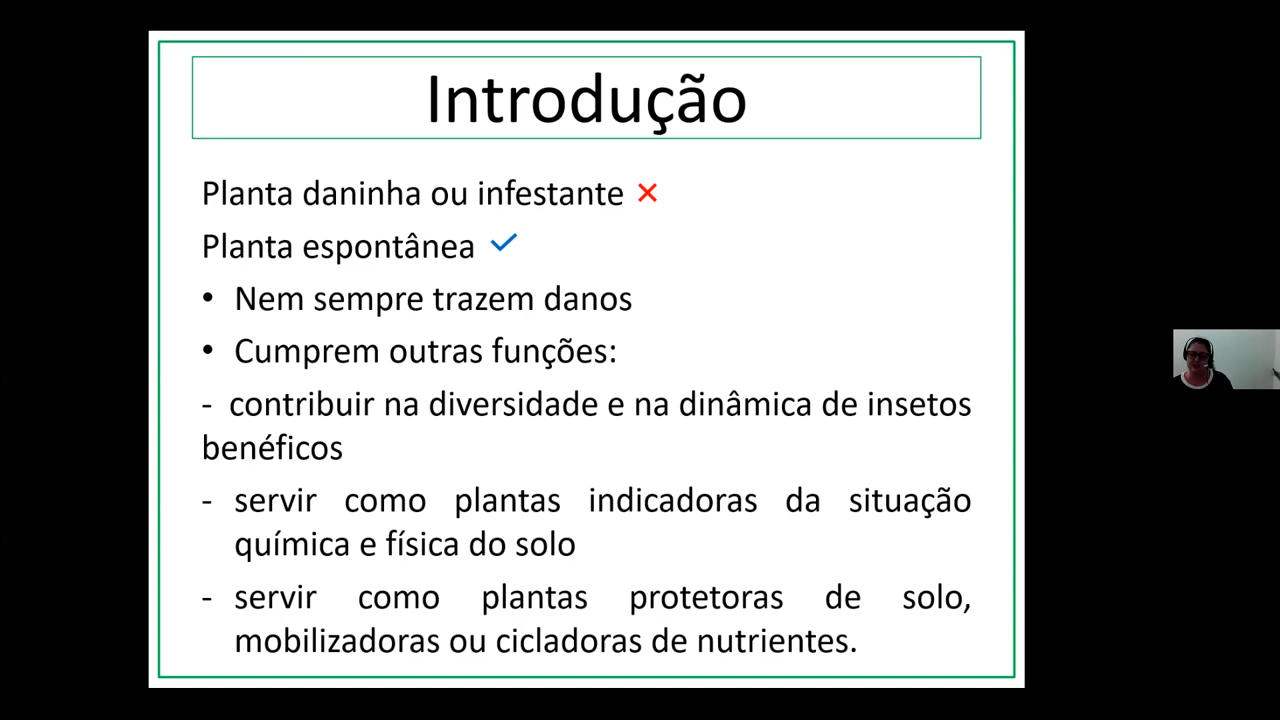 Introdução
Planta daninha ou infestante ✕
Planta espontânea ✓
• Nem sempre trazem danos
• Cumprem outras funções:
- contribuir na diversidade e na dinâmica de insetos
benéficos
- servir como plantas indicadoras da situação
química e física do solo
- servir como plantas protetoras de solo,
mobilizadoras ou cicladoras de nutrientes.